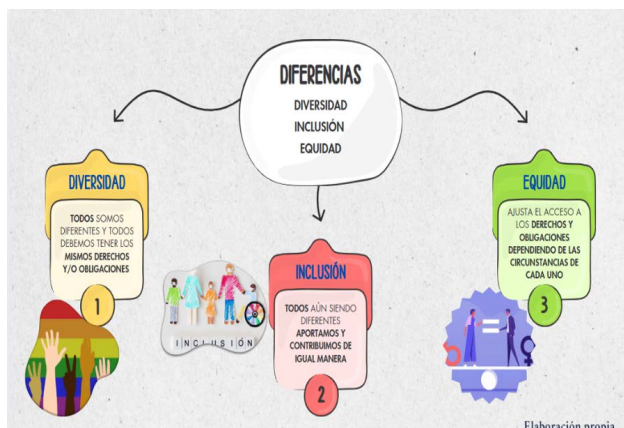 DIFERENCIAS
DIVERSIDAD
INCLUSIÓN
EQUIDAD
DIVERSIDAD
TODOS SOMOS
DIFERENTES Y TODOS
DEBEMOS TENER LOS
MISMOS DERECHOS
Y/O OBLIGACIONES
1
INCLUSIÓN
INCLUSIÓN
TODOS AÚN SIENDO
DIFERENTES
APORTAMOS Y
CONTRIBUIMOS DE
IGUAL MANERA
2
EQUIDAD
AJUSTA EL ACCESO A
LOS DERECHOS Y
OBLIGACIONES
DEPENDIENDO DE LAS
CIRCUNSTANCIAS DE
CADA UNO
3
Elaboración propia